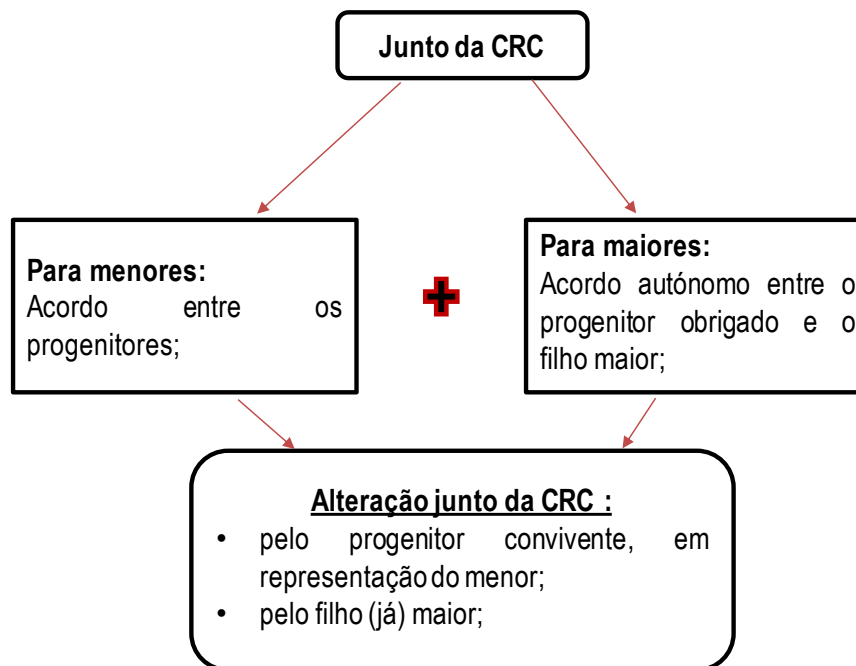 Junto da CRC
Para menores:
Acordo entre os
progenitores;
Para maiores:
Acordo autónomo entre o
progenitor obrigado e o
filho maior;
Alteração junto da CRC :
• pelo progenitor convivente, em
representação do menor;
• pelo filho (já) maior;